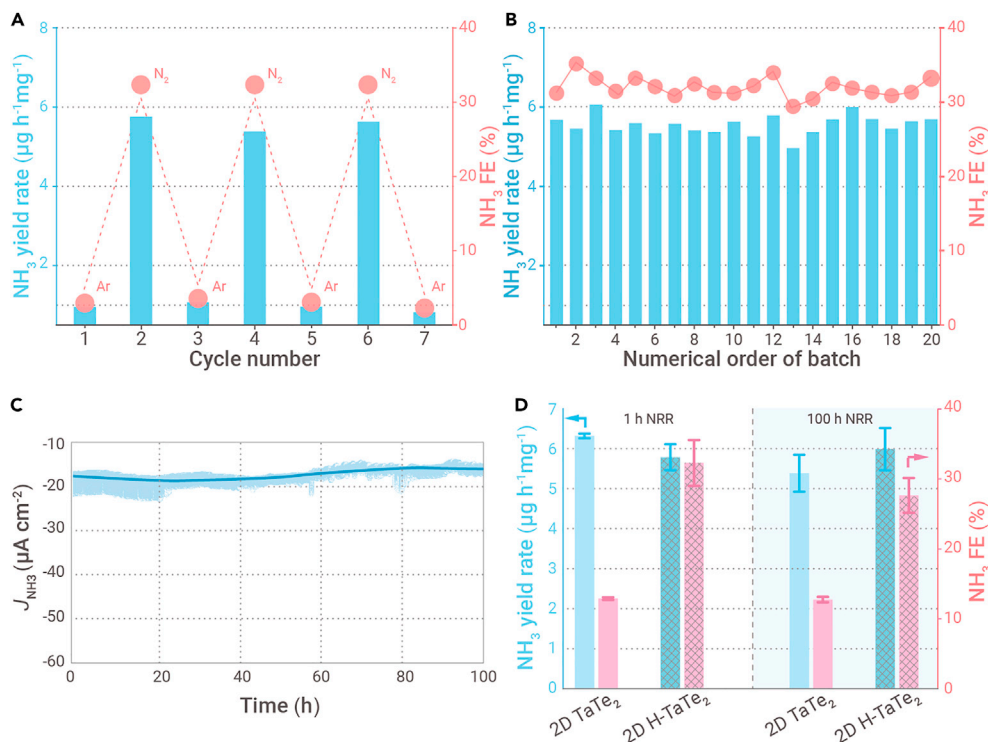 A
NH3 yield rate (µg h-1mg-1)
8
6
4
2
N2
N2
N2
Ar
Ar
Ar
Ar
40
30
20
10
0
NH3 FE (%)
1 2 3 4 5 6 7
Cycle number
B
NH3 yield rate (µg h-1mg-1)
8
6
4
2
40
30
20
10
0
NH3 FE (%)
2 4 6 8 10 12 14 16 18 20
Numerical order of batch
C
JNH3 (µA cm-2)
-10
-20
-30
-40
-50
-60
0 20 40 60 80 100
Time (h)
D
NH3 yield rate (µg h-1mg-1)
7
6
5
4
3
2
1
0
1 h NRR
100 h NRR
40
30
20
10
0
NH3 FE (%)
2D TaTe2
2D H-TaTe2
2D TaTe2
2D H-TaTe2